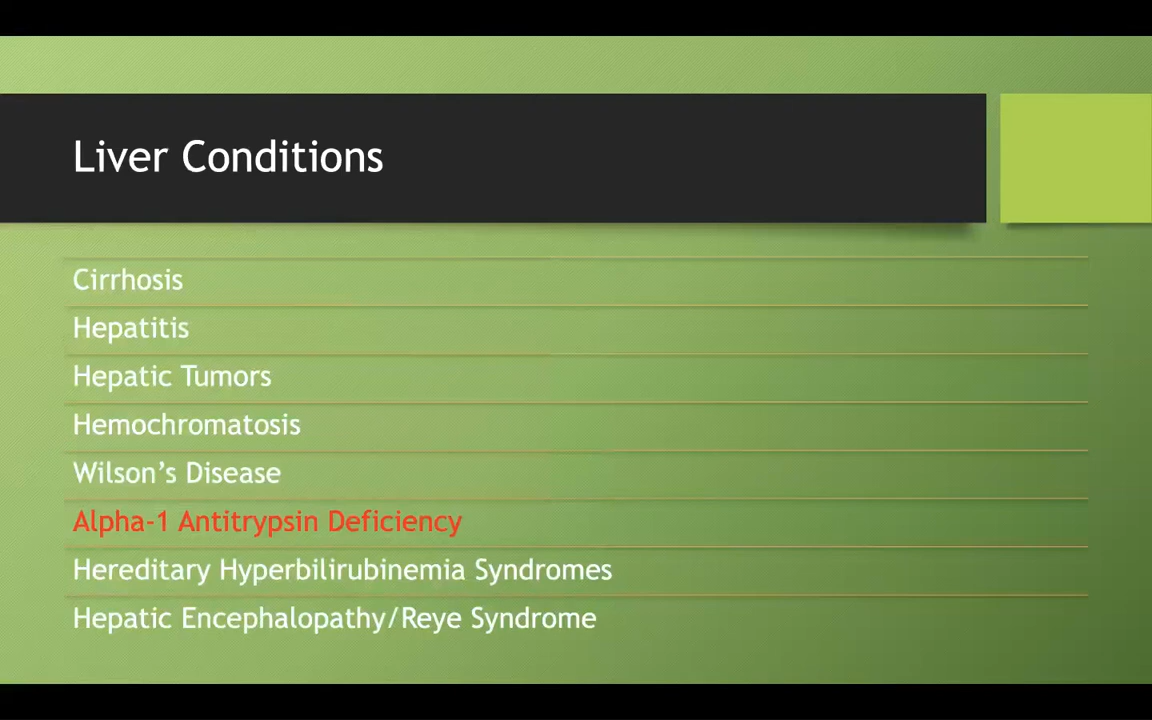 Liver Conditions
Cirrhosis
Hepatitis
Hepatic Tumors
Hemochromatosis
Wilson’s Disease
Alpha-1 Antitrypsin Deficiency
Hereditary Hyperbilirubinemia Syndromes
Hepatic Encephalopathy/Reye Syndrome